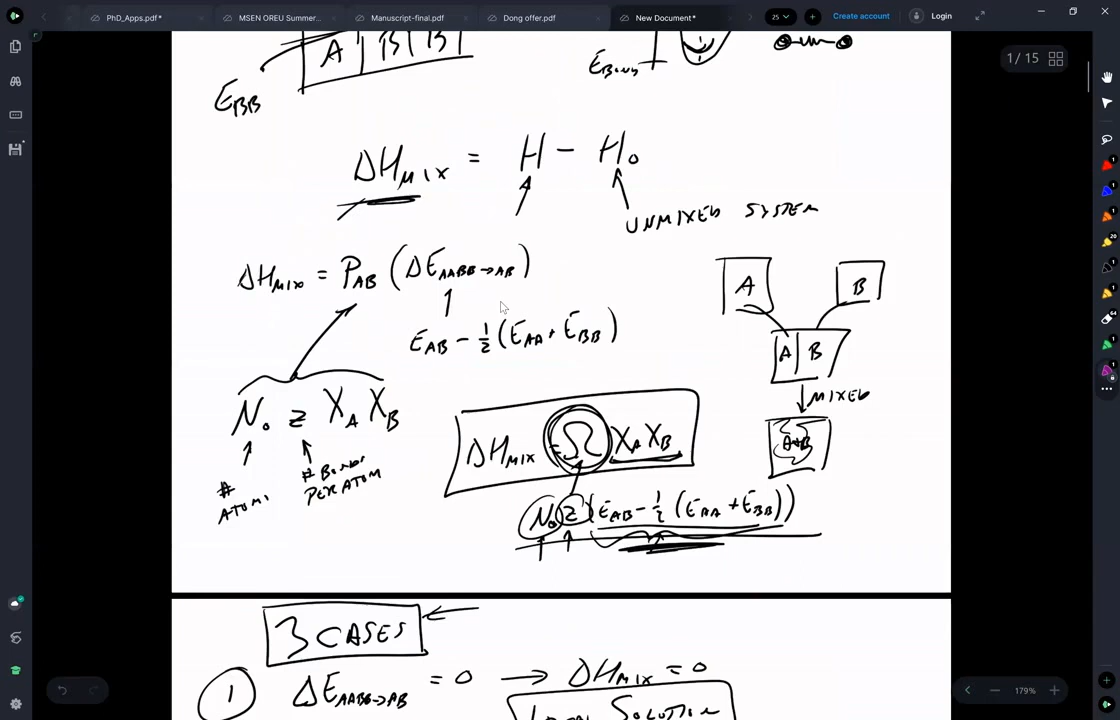 PhD_Apps.pdf*
MSEN OREU Summer...
Manuscript-final.pdf
Dong offer.pdf
New Document*
25
Create account
Login
1 / 15
A | B | B |
E_BB
E_BOND
ΔH_MIX = H - H_0
UNMIXED SYSTEM
ΔH_MIX = P_AB (ΔE_AABB→AB)
E_AB - 1/2 (E_AA + E_BB)
A
B
A | B
MIXED
A+B
N_0 z X_A X_B
# ATOMS
# BONDS PER ATOM
ΔH_MIX = Ω X_A X_B
N_0 z (E_AB - 1/2 (E_AA + E_BB))
3 CASES
1
ΔE_AABB→AB = 0 → ΔH_MIX = 0
IDEAL SOLUTION
179%